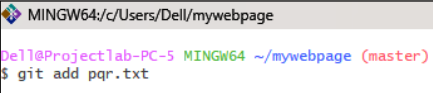 MINGW64:/c/Users/Dell/mywebpage
Dell@Projectlab-PC-5 MINGW64 ~/mywebpage (master)
$ git add pqr.txt